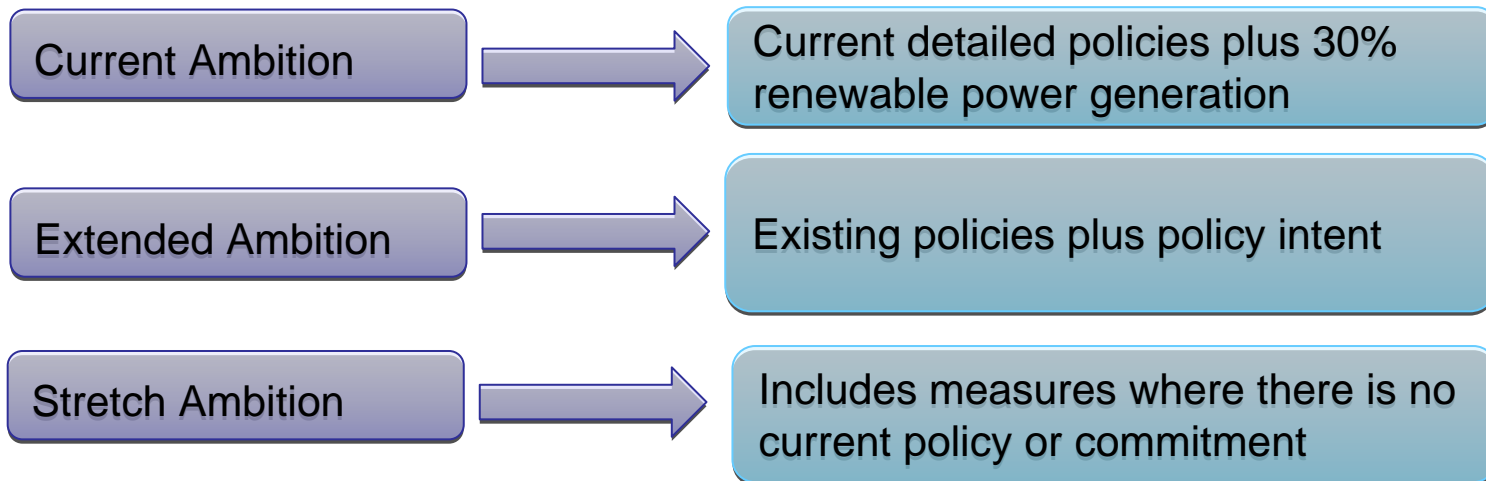 Current Ambition
Current detailed policies plus 30%
renewable power generation
Extended Ambition
Existing policies plus policy intent
Stretch Ambition
Includes measures where there is no
current policy or commitment